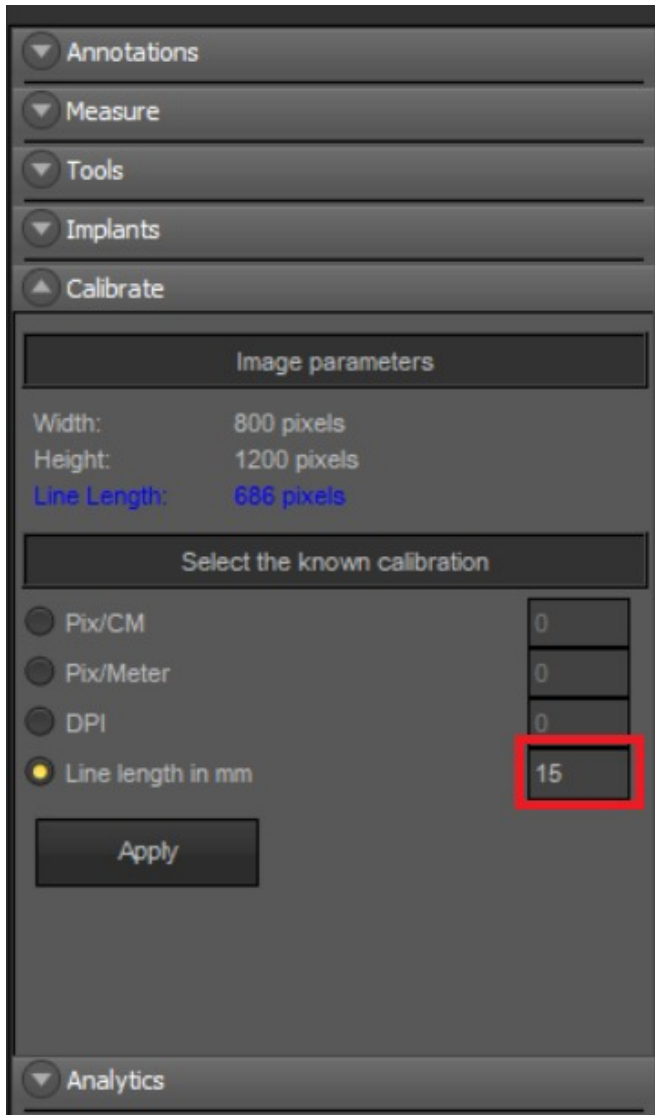 Annotations
Measure
Tools
Implants
Calibrate
Image parameters
Width: 800 pixels
Height: 1200 pixels
Line Length: 686 pixels
Select the known calibration
Pix/CM 0
Pix/Meter 0
DPI 0
Line length in mm 15
Apply
Analytics